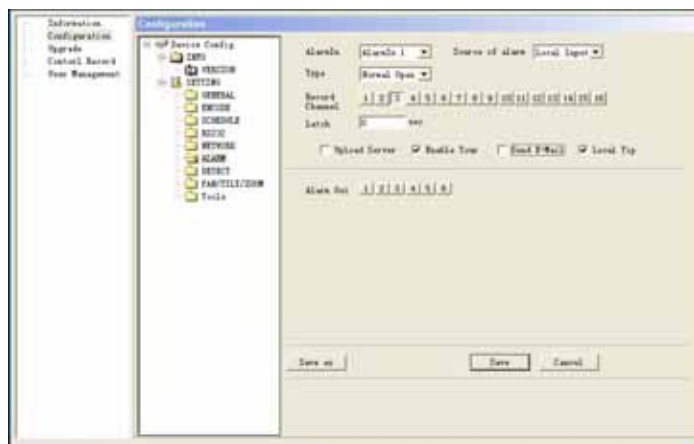 Information
Configuration
Upgrade
Control Record
User Management
Configuration
Device Config
INFO
VERSION
SETTING
GENERAL
ENCODE
SCHEDULE
RS232
NETWORK
ALARM
DETECT
PAN/TILT/ZOOM
Tools
AlarmIn AlarmIn 1 Source of alarm Local Input
Type Normal Open
Record Channel 1 2 3 4 5 6 7 8 9 10 11 12 13 14 15 16
Latch sec
Upload Server Enable Tour Send E-Mail Local Tip
Alarm Out 1 2 3 4 5 6
Save as Save Cancel